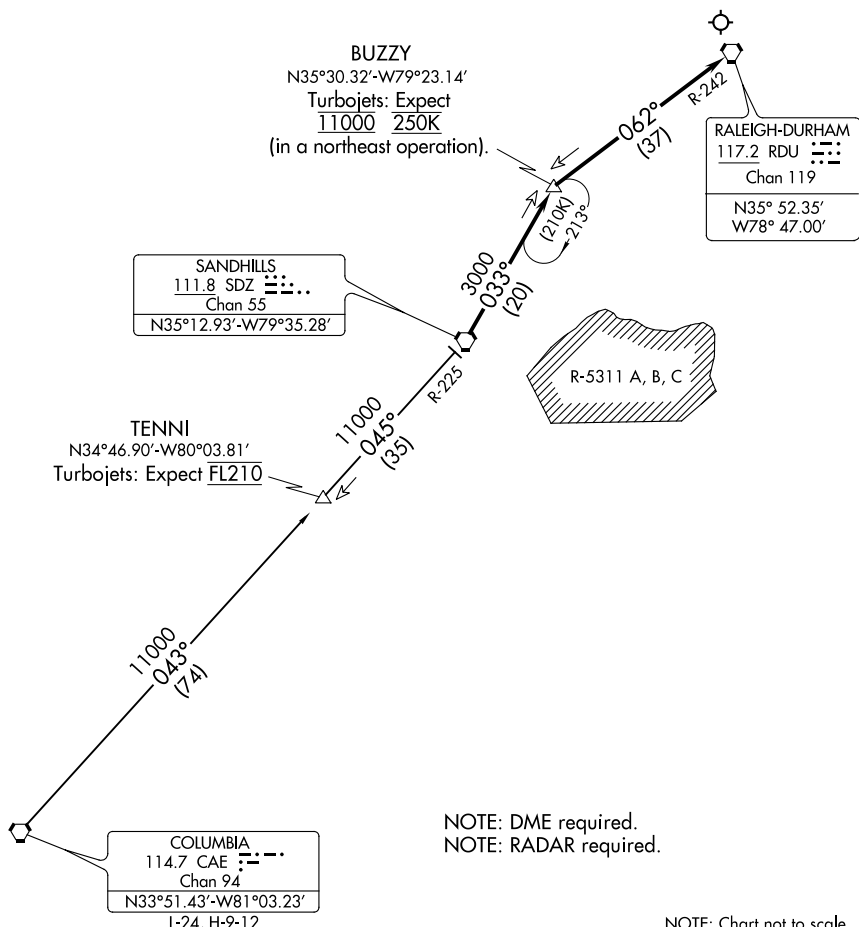 BUZZY
N35°30.32'-W79°23.14'
Turbojets: Expect
11000 250K
(in a northeast operation).
R-242
062°
(37)
RALEIGH-DURHAM
117.2 RDU
Chan 119
N35° 52.35'
W78° 47.00'
(210K)
213°
SANDHILLS
111.8 SDZ
Chan 55
N35°12.93'-W79°35.28'
3000
033°
(20)
R-5311 A, B, C
R-225
11000
045°
(35)
TENNI
N34°46.90'-W80°03.81'
Turbojets: Expect FL210
11000
043°
(74)
NOTE: DME required.
NOTE: RADAR required.
COLUMBIA
114.7 CAE
Chan 94
N33°51.43'-W81°03.23'
L-24, H-9-12
NOTE: Chart not to scale